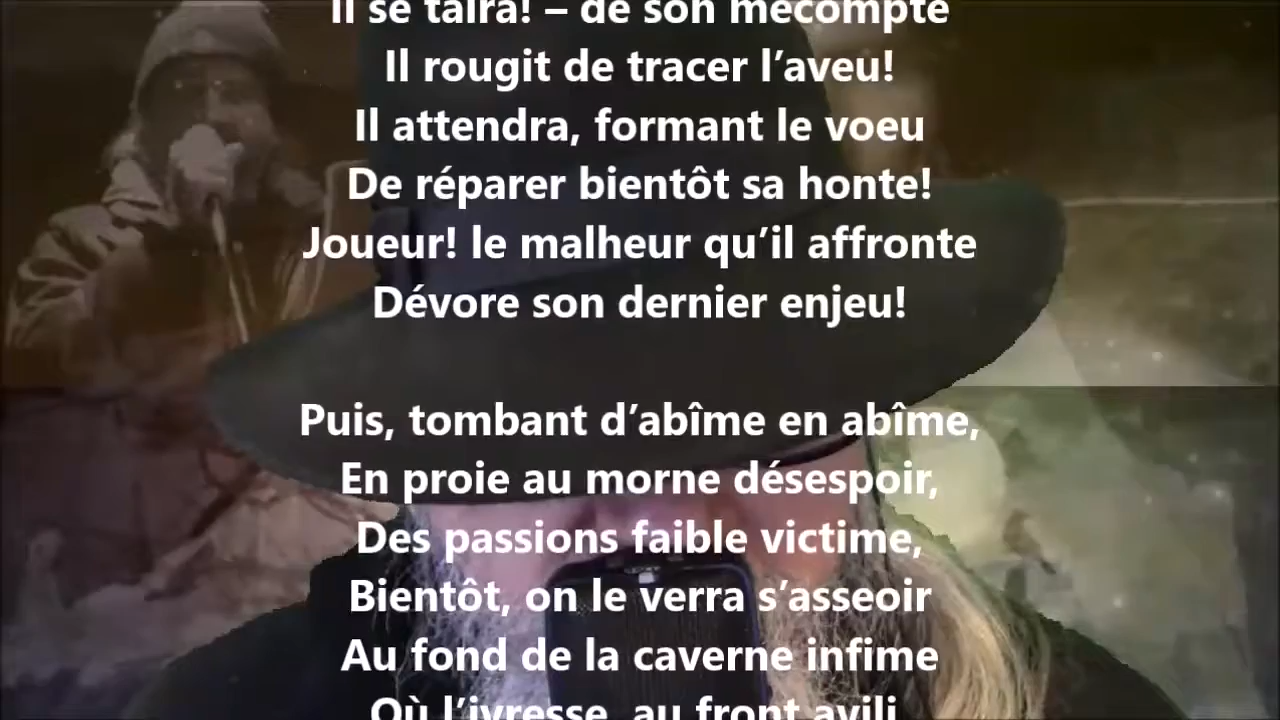 Il se taira! – de son mécompte
Il rougit de tracer l’aveu!
Il attendra, formant le voeu
De réparer bientôt sa honte!
Joueur! le malheur qu’il affronte
Dévore son dernier enjeu!
Puis, tombant d’abîme en abîme,
En proie au morne désespoir,
Des passions faible victime,
Bientôt, on le verra s’asseoir
Au fond de la caverne infime
Où l’ivresse, au front avili